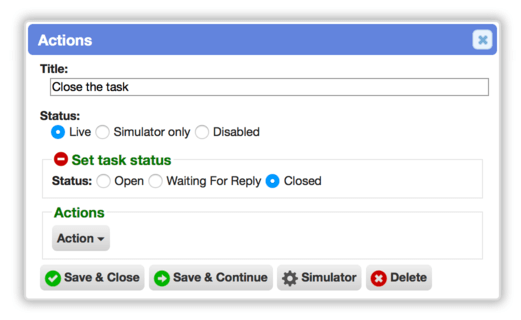 Actions
Title:
Close the task
Status:
Live Simulator only Disabled
Set task status
Status: Open Waiting For Reply Closed
Actions
Action
Save & Close Save & Continue Simulator Delete